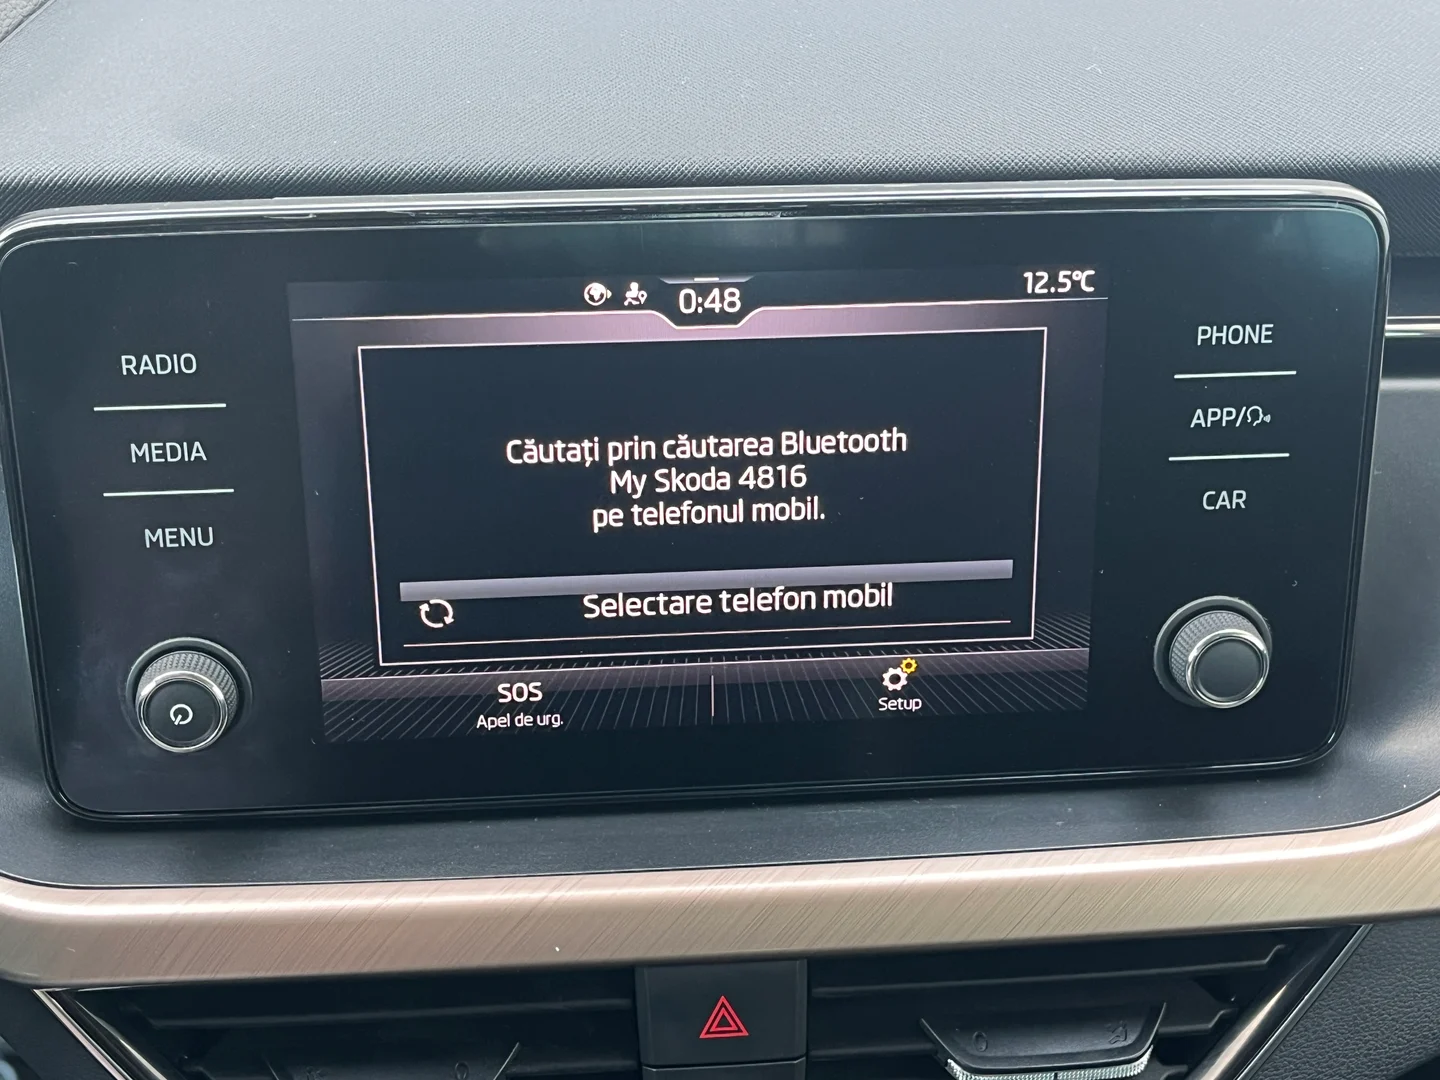 0:48
12.5°C
RADIO
MEDIA
MENU
PHONE
APP/
CAR
Căutați prin căutarea Bluetooth
My Skoda 4816
pe telefonul mobil.
Selectare telefon mobil
SOS
Apel de urg.
Setup